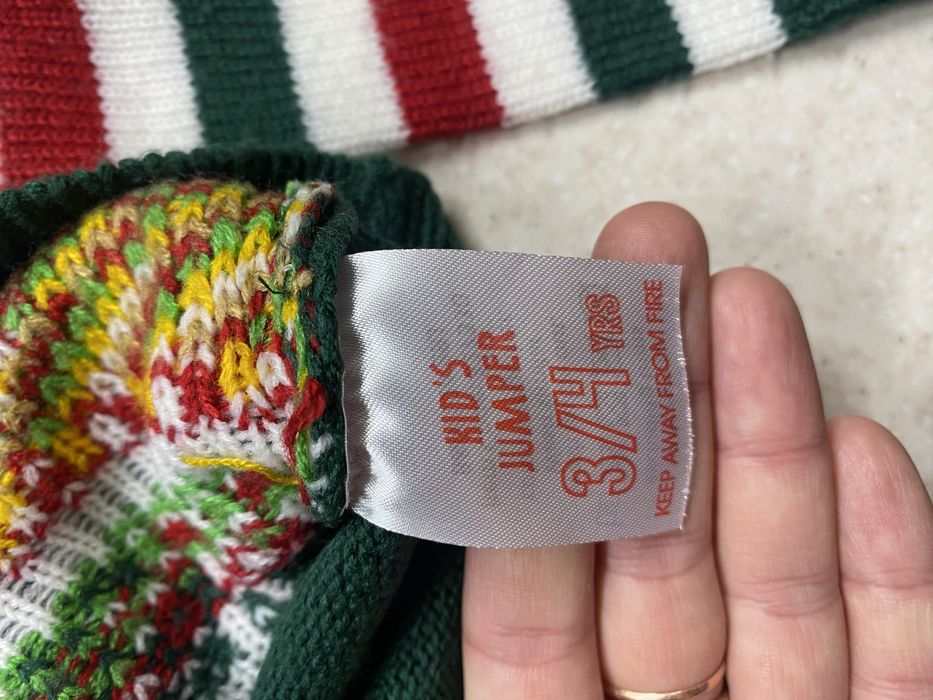 KID'S
JUMPER
3/4 YRS
KEEP AWAY FROM FIRE